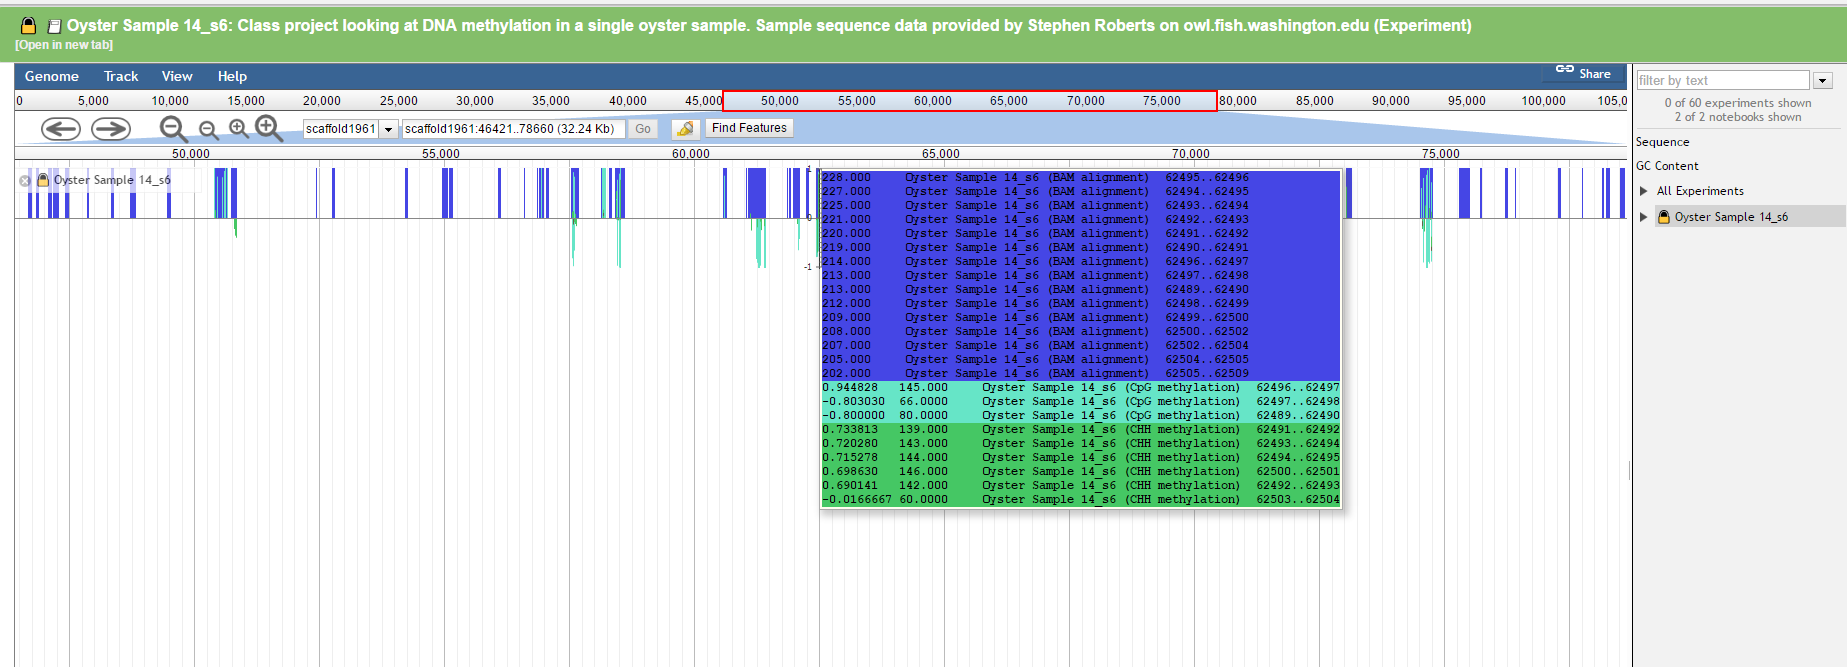 Oyster Sample 14_s6: Class project looking at DNA methylation in a single oyster sample. Sample sequence data provided by Stephen Roberts on owl.fish.washington.edu (Experiment)
[Open in new tab]
Genome Track View Help Share
0 5,000 10,000 15,000 20,000 25,000 30,000 35,000 40,000 45,000 50,000 55,000 60,000 65,000 70,000 75,000 80,000 85,000 90,000 95,000 100,000 105,0
scaffold1961 scaffold1961:46421..78660 (32.24 Kb) Go Find Features
50,000 55,000 60,000 65,000 70,000 75,000
Oyster Sample 14_s6
1
0
-1
228.000 Oyster Sample 14_s6 (BAM alignment) 62495..62496
227.000 Oyster Sample 14_s6 (BAM alignment) 62494..62495
225.000 Oyster Sample 14_s6 (BAM alignment) 62493..62494
221.000 Oyster Sample 14_s6 (BAM alignment) 62492..62493
220.000 Oyster Sample 14_s6 (BAM alignment) 62491..62492
219.000 Oyster Sample 14_s6 (BAM alignment) 62490..62491
214.000 Oyster Sample 14_s6 (BAM alignment) 62496..62497
213.000 Oyster Sample 14_s6 (BAM alignment) 62497..62498
213.000 Oyster Sample 14_s6 (BAM alignment) 62489..62490
212.000 Oyster Sample 14_s6 (BAM alignment) 62498..62499
209.000 Oyster Sample 14_s6 (BAM alignment) 62499..62500
208.000 Oyster Sample 14_s6 (BAM alignment) 62500..62502
207.000 Oyster Sample 14_s6 (BAM alignment) 62502..62504
205.000 Oyster Sample 14_s6 (BAM alignment) 62504..62505
202.000 Oyster Sample 14_s6 (BAM alignment) 62505..62509
0.944828 145.000 Oyster Sample 14_s6 (CpG methylation) 62496..62497
-0.803030 66.0000 Oyster Sample 14_s6 (CpG methylation) 62497..62498
-0.800000 80.0000 Oyster Sample 14_s6 (CpG methylation) 62489..62490
0.733813 139.000 Oyster Sample 14_s6 (CHH methylation) 62491..62492
0.720280 143.000 Oyster Sample 14_s6 (CHH methylation) 62493..62494
0.715278 144.000 Oyster Sample 14_s6 (CHH methylation) 62494..62495
0.698630 146.000 Oyster Sample 14_s6 (CHH methylation) 62500..62501
0.690141 142.000 Oyster Sample 14_s6 (CHH methylation) 62492..62493
-0.0166667 60.0000 Oyster Sample 14_s6 (CHH methylation) 62503..62504
filter by text
0 of 60 experiments shown
2 of 2 notebooks shown
Sequence
GC Content
All Experiments
Oyster Sample 14_s6